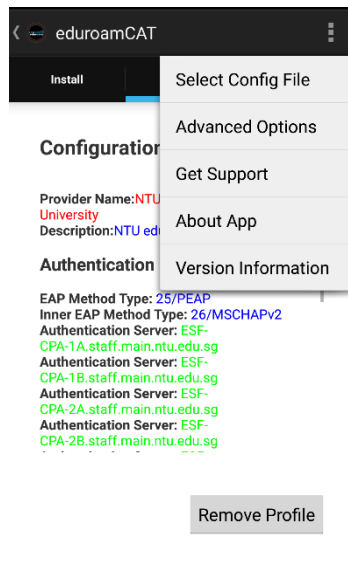 eduroamCAT
Install
Select Config File
Advanced Options
Get Support
About App
Version Information
Configuration
Provider Name:NTU
University
Description:NTU edu
Authentication
EAP Method Type: 25/PEAP
Inner EAP Method Type: 26/MSCHAPv2
Authentication Server: ESF-
CPA-1A.staff.main.ntu.edu.sg
Authentication Server: ESF-
CPA-1B.staff.main.ntu.edu.sg
Authentication Server: ESF-
CPA-2A.staff.main.ntu.edu.sg
Authentication Server: ESF-
CPA-2B.staff.main.ntu.edu.sg
Remove Profile